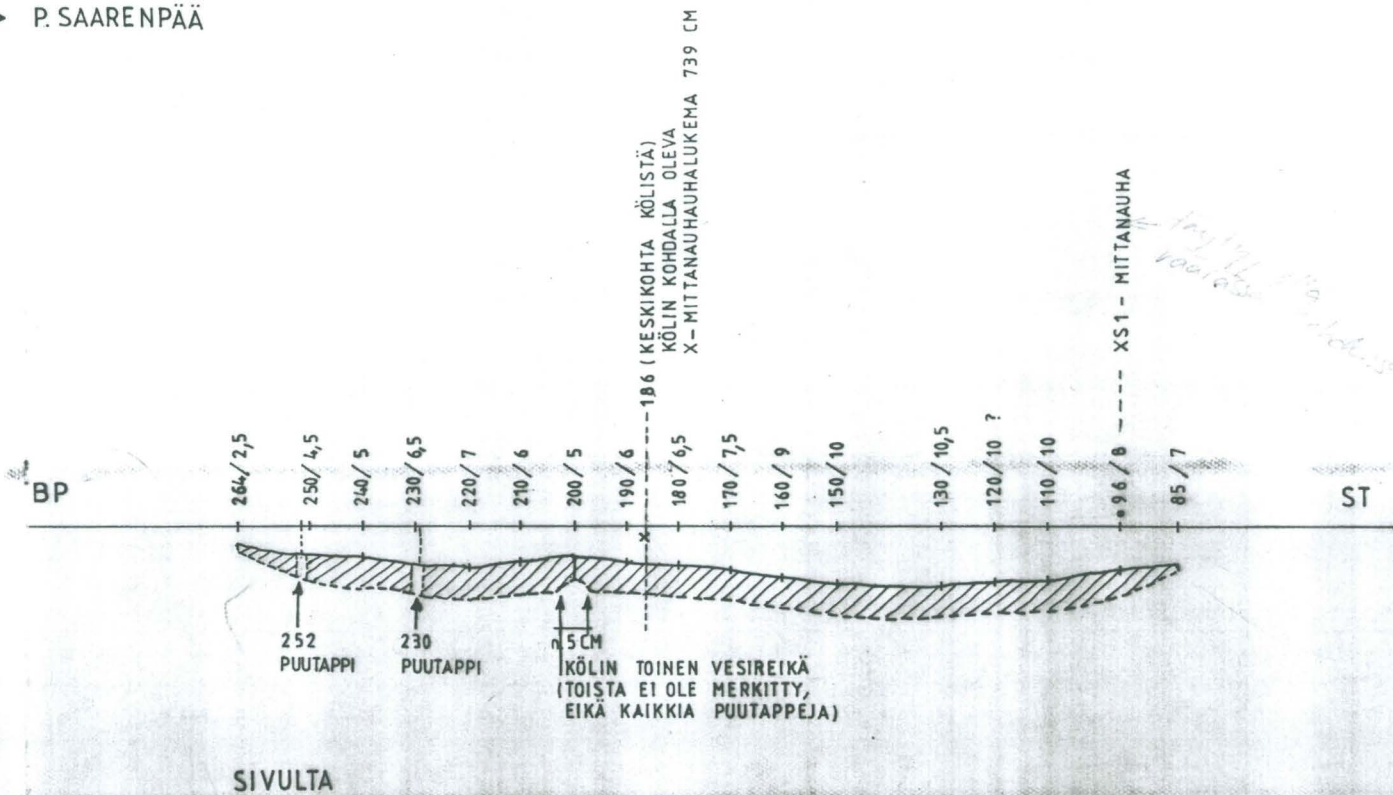 P. SAARENPÄÄ
186 (KESKIKOHTA KÖLISTÄ)
KÖLIN KOHDALLA OLEVA
X-MITTANAUHAUHALUKEMA 739 CM
XS1 - MITTANAUHA
BP
264/2,5
250/4,5
240/5
230/6,5
220/7
210/6
200/5
190/6
180/6,5
170/7,5
160/9
150/10
130/10,5
120/10 ?
110/10
96/8
85/7
ST
252
PUUTAPPI
230
PUUTAPPI
n. 5 CM
KÖLIN TOINEN VESIREIKÄ
(TOISTA EI OLE MERKITTY,
EIKÄ KAIKKIA PUUTAPPEJA)
SIVULTA